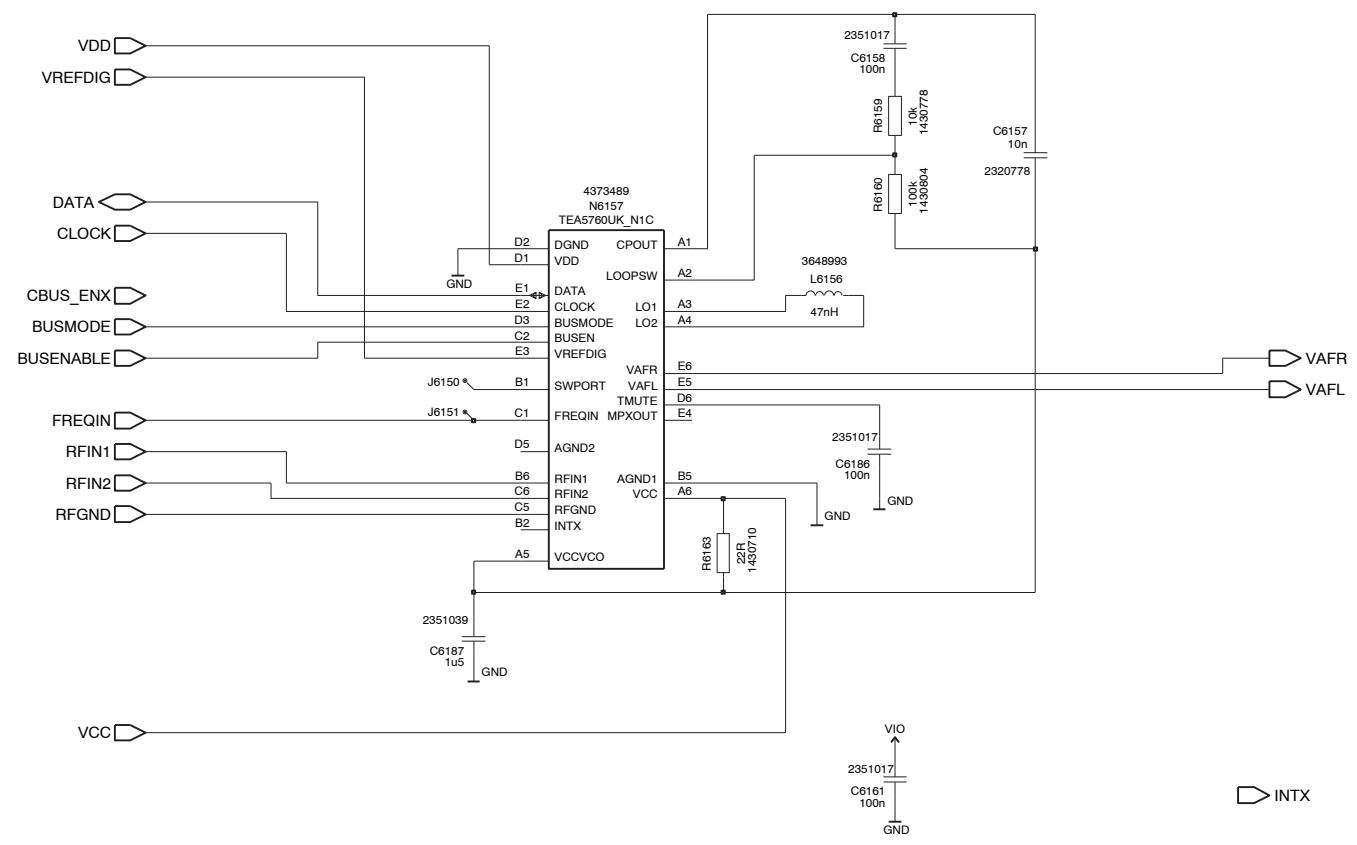 VDD
VREFDIG
DATA
CLOCK
CBUS_ENX
BUSMODE
BUSENABLE
FREQIN
RFIN1
RFIN2
RFGND
VCC
GND
J6150
J6151
4373489
N6157
TEA5760UK_N1C
D2 DGND
D1 VDD
E1 DATA
E2 CLOCK
D3 BUSMODE
C2 BUSEN
E3 VREFDIG
B1 SWPORT
C1 FREQIN
D5 AGND2
B6 RFIN1
C6 RFIN2
C5 RFGND
B2 INTX
A5 VCCVCO
CPOUT A1
LOOPSW A2
LO1 A3
LO2 A4
VAFR E6
VAFL E5
TMUTE D6
MPXOUT E4
AGND1 B5
VCC A6
2351017
C6158
100n
R6159
10k
1430778
R6160
100k
1430804
C6157
10n
2320778
3648993
L6156
47nH
2351017
C6186
100n
GND
GND
R6163
22R
1430710
2351039
C6187
1u5
GND
VIO
2351017
C6161
100n
GND
VAFR
VAFL
INTX